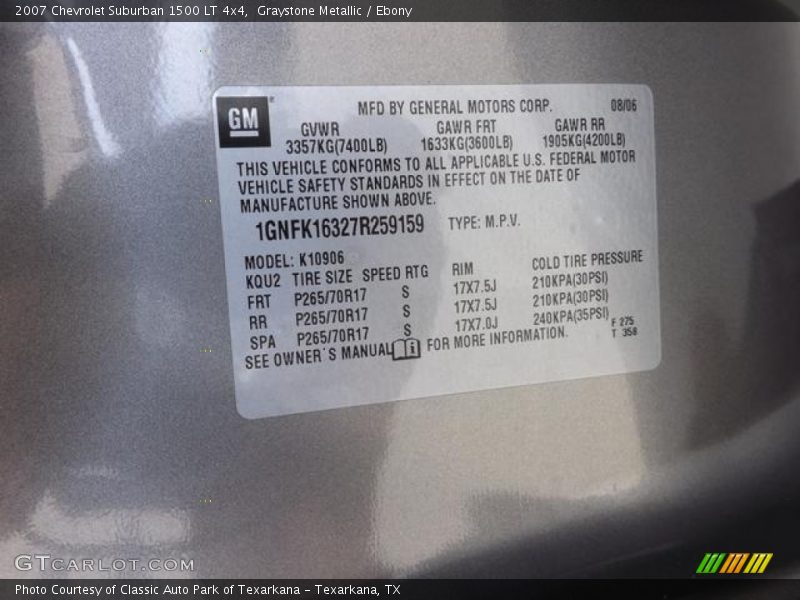 2007 Chevrolet Suburban 1500 LT 4x4,  Graystone Metallic / Ebony
GM
MFD BY GENERAL MOTORS CORP. 08/06
GVWR GAWR FRT GAWR RR
3357KG(7400LB) 1633KG(3600LB) 1905KG(4200LB)
THIS VEHICLE CONFORMS TO ALL APPLICABLE U.S. FEDERAL MOTOR
VEHICLE SAFETY STANDARDS IN EFFECT ON THE DATE OF
MANUFACTURE SHOWN ABOVE.
1GNFK16327R259159 TYPE: M.P.V.
MODEL: K10906
KQU2 TIRE SIZE SPEED RTG RIM COLD TIRE PRESSURE
FRT P265/70R17 S 17X7.5J 210KPA(30PSI)
RR P265/70R17 S 17X7.5J 210KPA(30PSI)
SPA P265/70R17 S 17X7.0J 240KPA(35PSI)
SEE OWNER'S MANUAL FOR MORE INFORMATION.
F 275
T 358
GTCARLOT.COM
Photo Courtesy of Classic Auto Park of Texarkana – Texarkana, TX